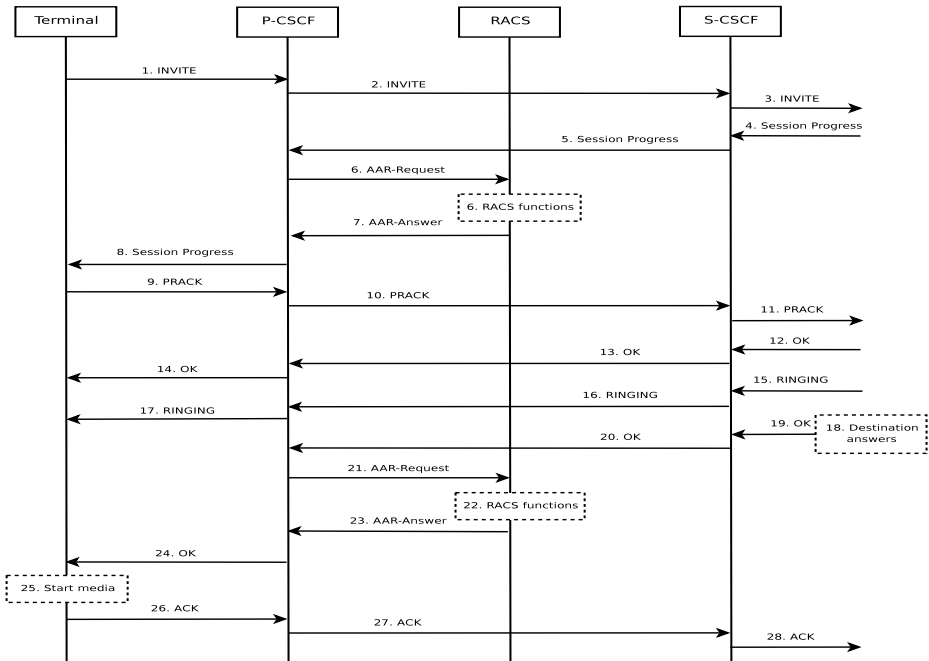 Terminal
P-CSCF
RACS
S-CSCF
1. INVITE
2. INVITE
3. INVITE
4. Session Progress
5. Session Progress
6. AAR-Request
6. RACS functions
7. AAR-Answer
8. Session Progress
9. PRACK
10. PRACK
11. PRACK
12. OK
13. OK
14. OK
15. RINGING
16. RINGING
17. RINGING
18. Destination
answers
19. OK
20. OK
21. AAR-Request
22. RACS functions
23. AAR-Answer
24. OK
25. Start media
26. ACK
27. ACK
28. ACK